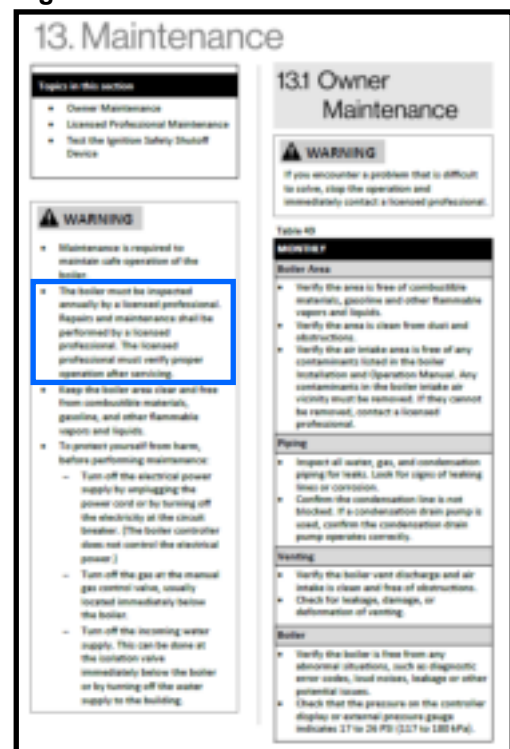 13. Maintenance
Topics in this section
• Owner Maintenance
• Licensed Professional Maintenance
• Test the Ignition Safety Shutoff
Device
WARNING
• Maintenance is required to
maintain safe operation of the
boiler.
• The boiler must be inspected
annually by a licensed professional.
Repairs and maintenance shall be
performed by a licensed
professional. The licensed
professional must verify proper
operation after servicing.
• Keep the boiler area clear and free
from combustible materials,
gasoline, and other flammable
vapors and liquids.
• To protect yourself from harm,
before performing maintenance:
– Turn off the electrical power
supply by unplugging the
power cord or by turning off
the electricity at the circuit
breaker. (The boiler controller
does not control the electrical
power.)
– Turn off the gas at the manual
gas control valve, usually
located immediately below
the boiler.
– Turn off the incoming water
supply. This can be done at
the isolation valve
immediately below the boiler
or by turning off the water
supply to the building.
13.1 Owner
Maintenance
WARNING
If you encounter a problem that is difficult
to solve, stop the operation and
immediately contact a licensed professional.
Table 49
MONTHLY
Boiler Area
• Verify the area is free of combustible
materials, gasoline and other flammable
vapors and liquids.
• Verify the area is clean from dust and
obstructions.
• Verify the air intake area is free of any
contaminants listed in the boiler
Installation and Operation Manual. Any
contaminants in the boiler intake air
vicinity must be removed. If they cannot
be removed, contact a licensed
professional.
Piping
• Inspect all water, gas, and condensation
piping for leaks. Look for signs of leaking
lines or corrosion.
• Confirm the condensation line is not
blocked. If a condensation drain pump is
used, confirm the condensation drain
pump operates correctly.
Venting
• Verify the boiler vent discharge and air
intake is clean and free of obstructions.
• Check for leakage, damage, or
deformation of venting.
Boiler
• Verify the boiler is free from any
abnormal situations, such as diagnostic
error codes, loud noises, leakage or other
potential issues.
• Check that the pressure on the controller
display or external pressure gauge
indicates 17 to 26 PSI (117 to 180 kPa).